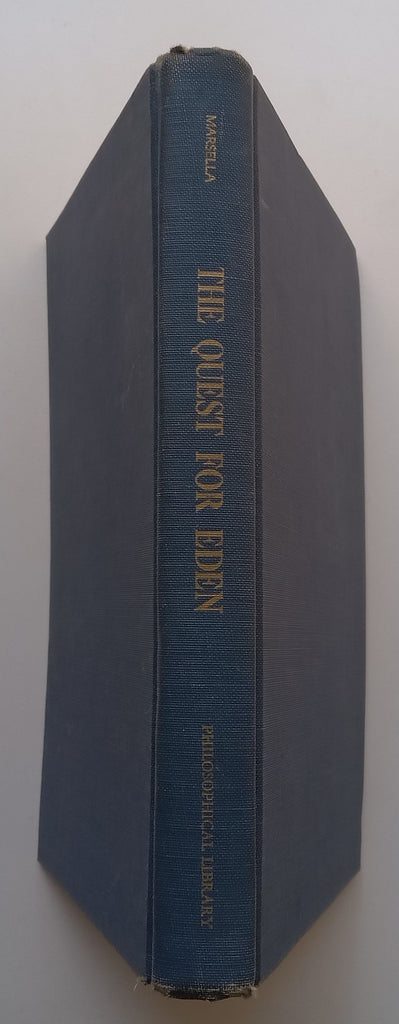 MARSELLA
THE QUEST FOR EDEN
PHILOSOPHICAL LIBRARY